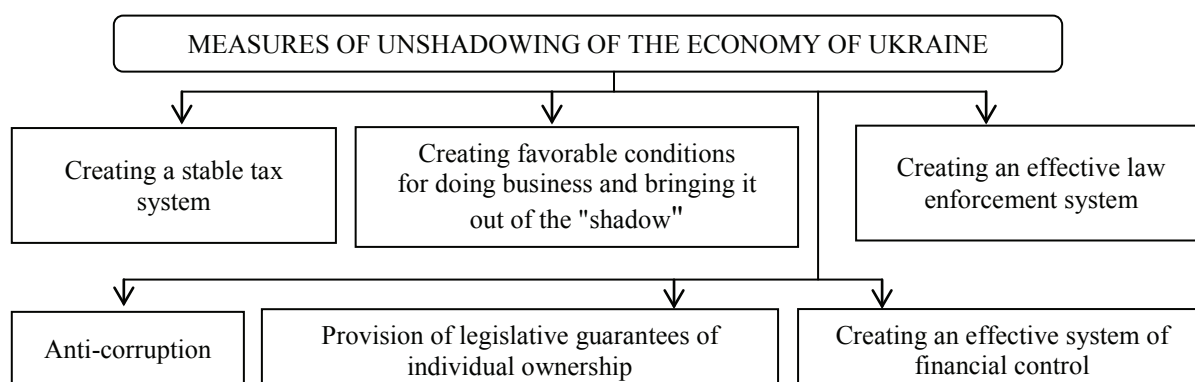 MEASURES OF UNSHADOWING OF THE ECONOMY OF UKRAINE
Creating a stable tax
system
Creating favorable conditions
for doing business and bringing it
out of the "shadow"
Creating an effective law
enforcement system
Anti-corruption
Provision of legislative guarantees of
individual ownership
Creating an effective system of
financial control